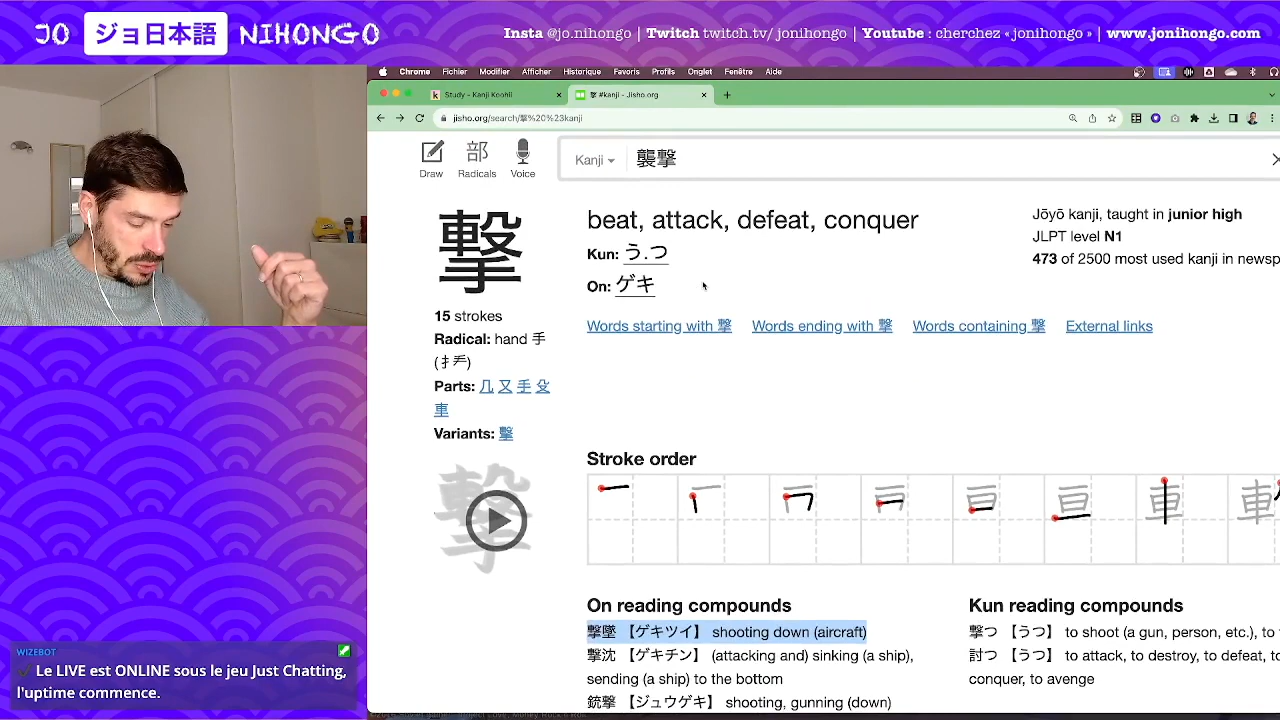 JO ジョ日本語 NIHONGO
Insta @jo.nihongo | Twitch twitch.tv/jonihongo | Youtube : cherchez « jonihongo » | www.jonihongo.com
Chrome Fichier Modifier Afficher Historique Favoris Profils Onglet Fenêtre Aide
Study - Kanji Koohii
撃 #kanji - Jisho.org
jisho.org/search/撃%20%23kanji
部
Draw Radicals Voice
Kanji 襲撃
撃
beat, attack, defeat, conquer
Kun: う.つ
On: ゲキ
Jōyō kanji, taught in junior high
JLPT level N1
473 of 2500 most used kanji in newsp
15 strokes
Radical: hand 手
(扌龵)
Parts: 几 又 手 殳
車
Variants: 擊
Words starting with 撃 Words ending with 撃 Words containing 撃 External links
撃
Stroke order
On reading compounds
撃墜 【ゲキツイ】 shooting down (aircraft)
撃沈 【ゲキチン】 (attacking and) sinking (a ship),
sending (a ship) to the bottom
銃撃 【ジュウゲキ】 shooting, gunning (down)
Kun reading compounds
撃つ 【うつ】 to shoot (a gun, person, etc.), to
討つ 【うつ】 to attack, to destroy, to defeat, to
conquer, to avenge
WIZEBOT
Le LIVE est ONLINE sous le jeu Just Chatting,
l'uptime commence.